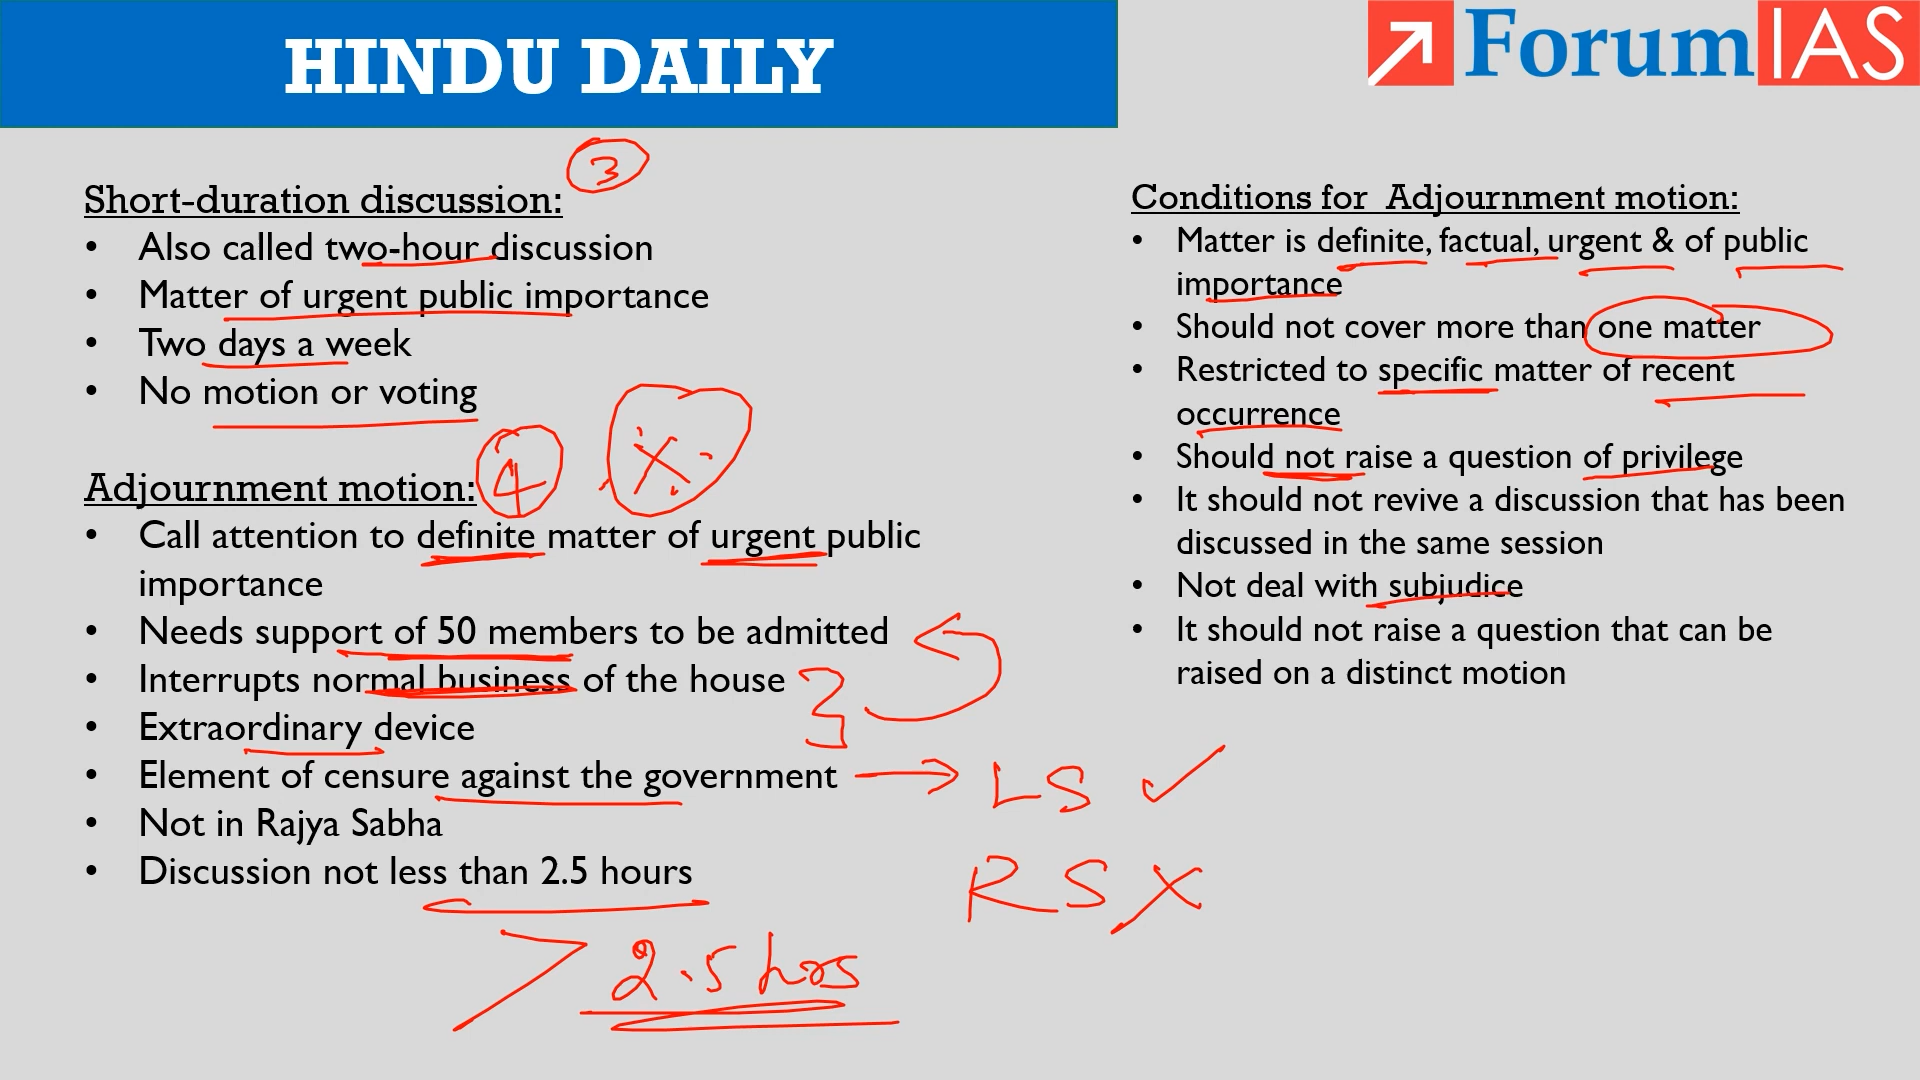 HINDU DAILY
ForumIAS
3
Short-duration discussion:
• Also called two-hour discussion
• Matter of urgent public importance
• Two days a week
• No motion or voting
4
X
Adjournment motion:
• Call attention to definite matter of urgent public
importance
• Needs support of 50 members to be admitted
• Interrupts normal business of the house
• Extraordinary device
• Element of censure against the government
LS ✓
• Not in Rajya Sabha
• Discussion not less than 2.5 hours
RS X
> 2.5 hrs
Conditions for Adjournment motion:
• Matter is definite, factual, urgent & of public
importance
• Should not cover more than one matter
• Restricted to specific matter of recent
occurrence
• Should not raise a question of privilege
• It should not revive a discussion that has been
discussed in the same session
• Not deal with subjudice
• It should not raise a question that can be
raised on a distinct motion